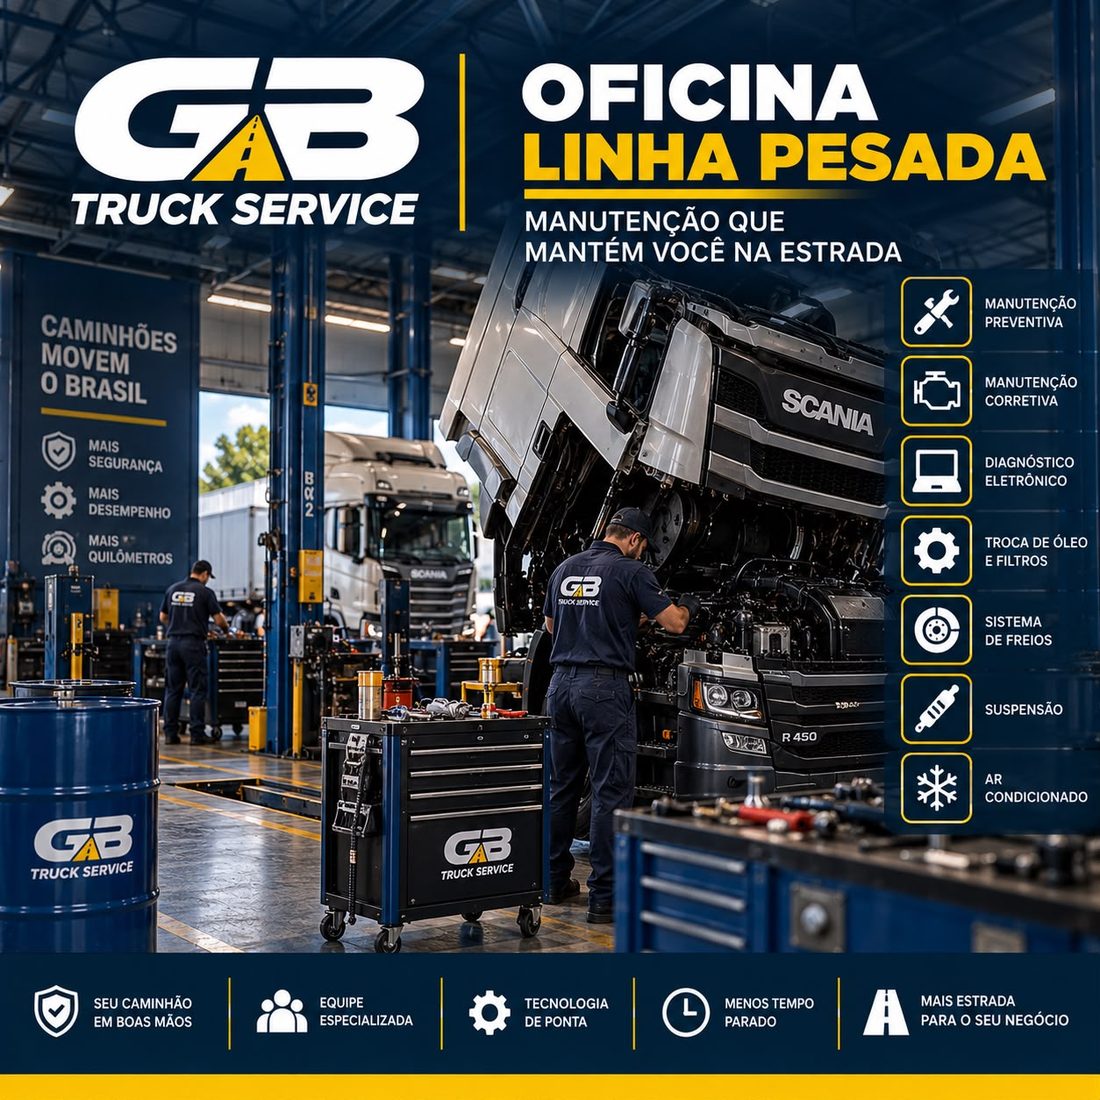 GB
TRUCK SERVICE
OFICINA
LINHA PESADA
MANUTENÇÃO QUE
MANTÉM VOCÊ NA ESTRADA
CAMINHÕES
MOVEM
O BRASIL
MAIS
SEGURANÇA
MAIS
DESEMPENHO
MAIS
QUILÔMETROS
SCANIA
SCANIA
R 450
GB
TRUCK SERVICE
GB
TRUCK SERVICE
GB
TRUCK SERVICE
GB
MANUTENÇÃO
PREVENTIVA
MANUTENÇÃO
CORRETIVA
DIAGNÓSTICO
ELETRÔNICO
TROCA DE ÓLEO
E FILTROS
SISTEMA
DE FREIOS
SUSPENSÃO
AR
CONDICIONADO
SEU CAMINHÃO
EM BOAS MÃOS
EQUIPE
ESPECIALIZADA
TECNOLOGIA
DE PONTA
MENOS TEMPO
PARADO
MAIS ESTRADA
PARA O SEU NEGÓCIO